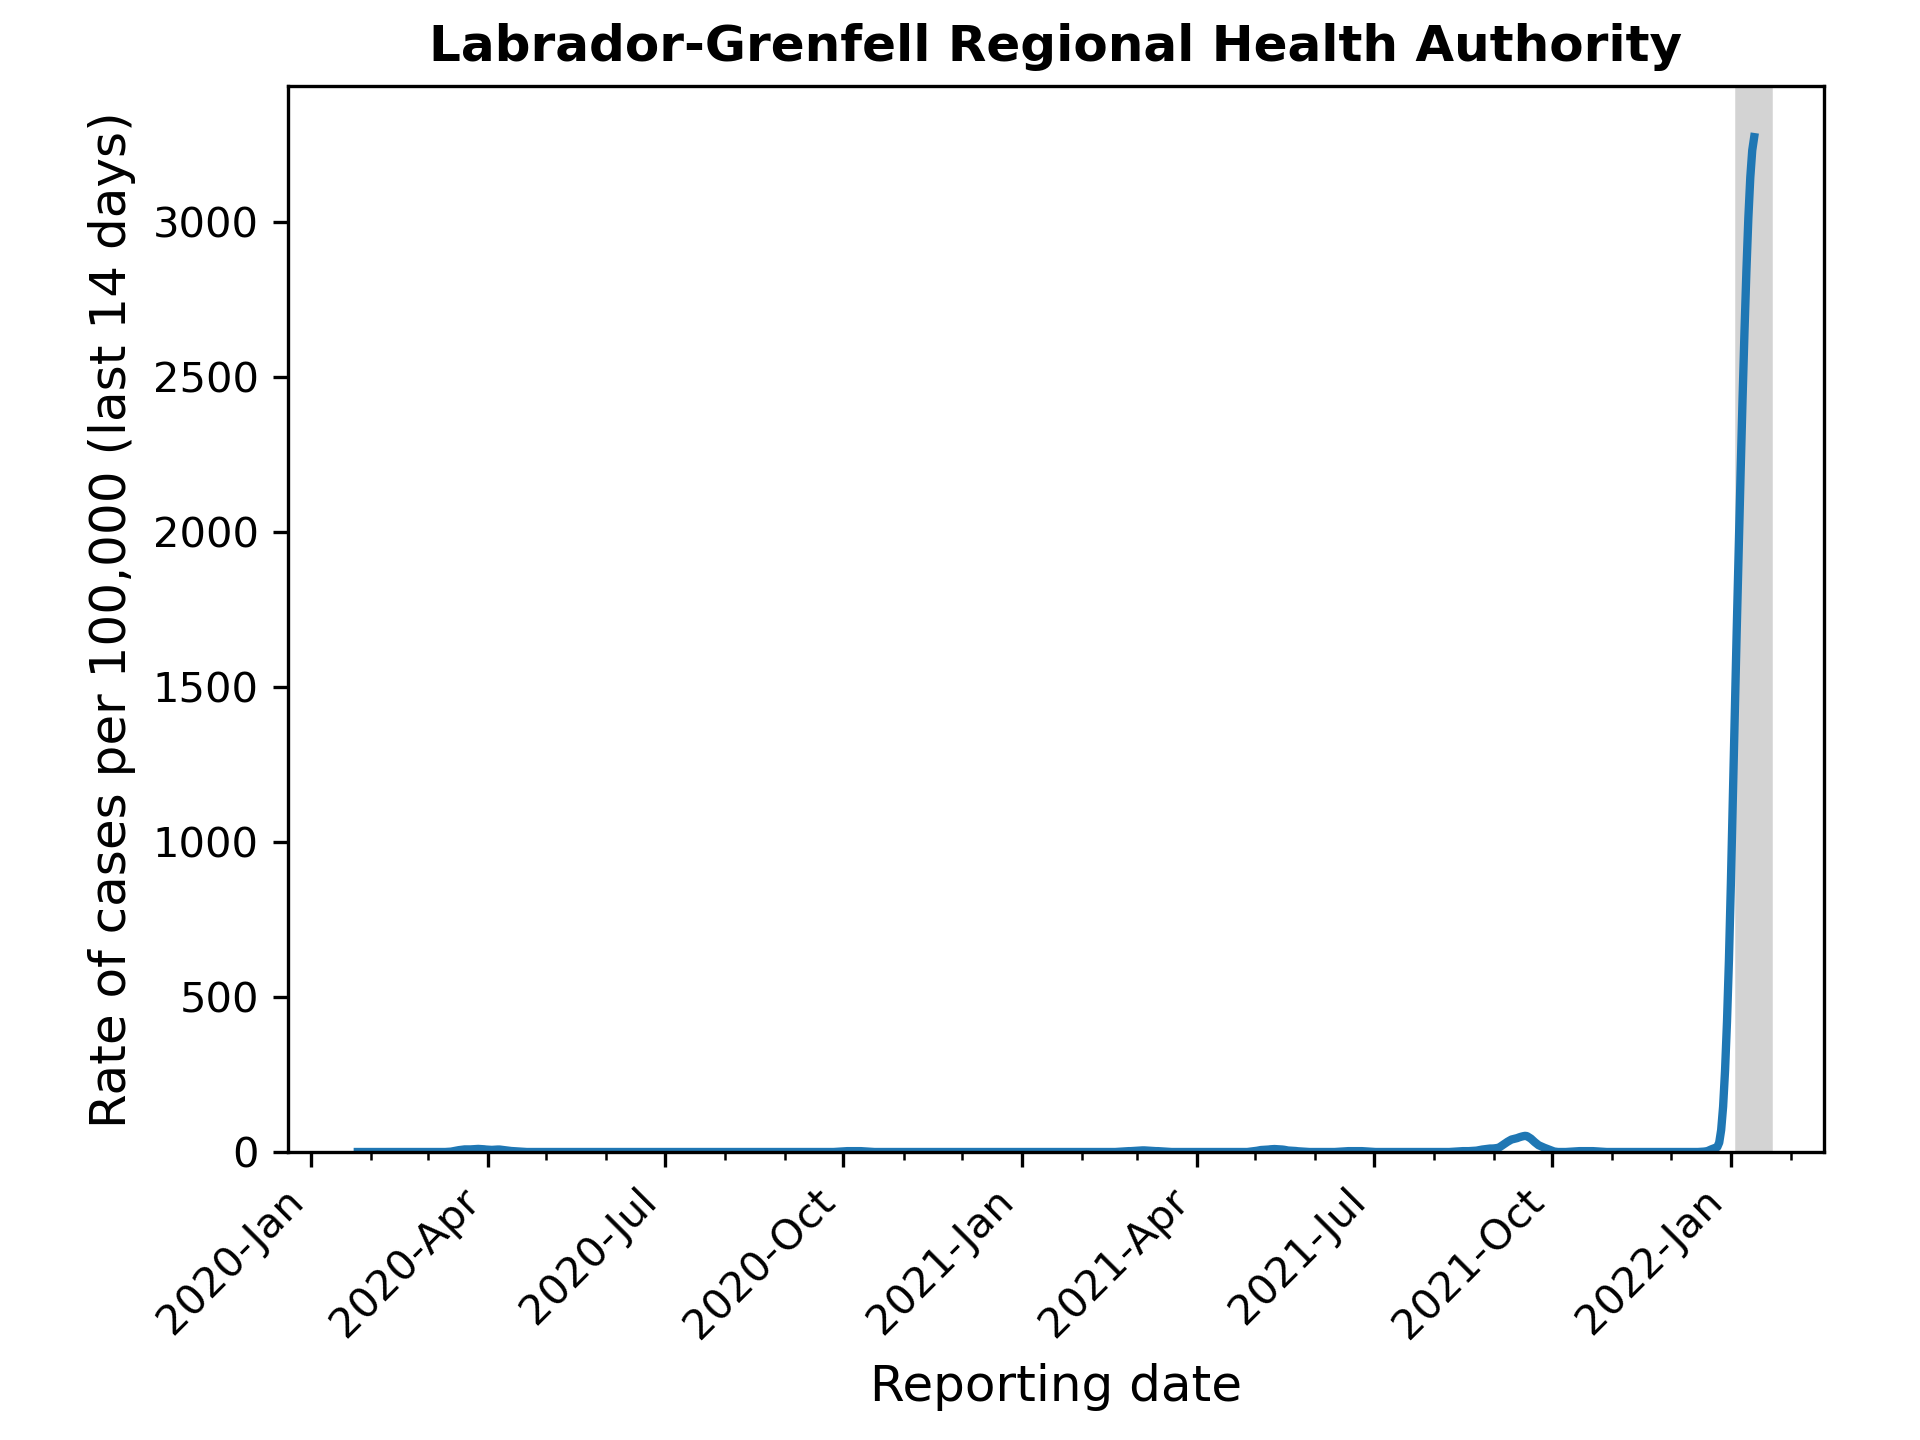 Labrador-Grenfell Regional Health Authority
Rate of cases per 100,000 (last 14 days)
3000
2500
2000
1500
1000
500
0
2020-Jan
2020-Apr
2020-Jul
2020-Oct
2021-Jan
2021-Apr
2021-Jul
2021-Oct
2022-Jan
Reporting date